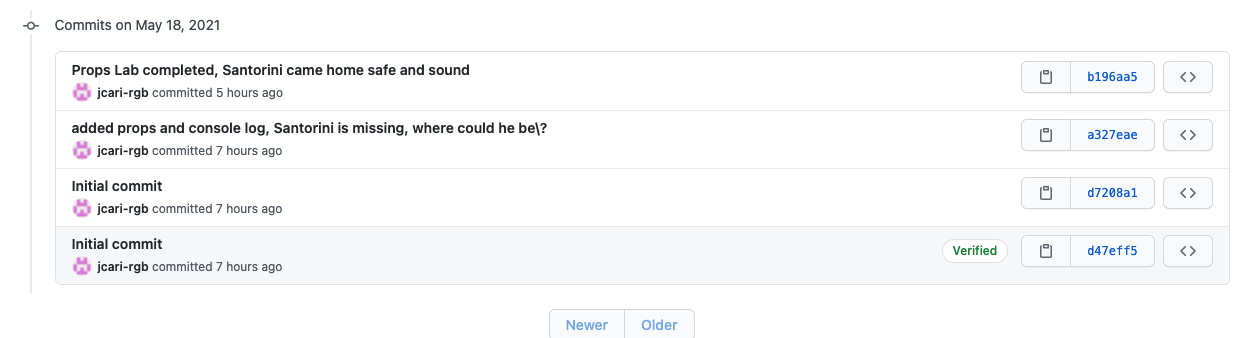 Commits on May 18, 2021
Props Lab completed, Santorini came home safe and sound
jcari-rgb committed 5 hours ago
b196aa5
added props and console log, Santorini is missing, where could he be\?
jcari-rgb committed 7 hours ago
a327eae
Initial commit
jcari-rgb committed 7 hours ago
d7208a1
Initial commit
jcari-rgb committed 7 hours ago
Verified
d47eff5
Newer Older